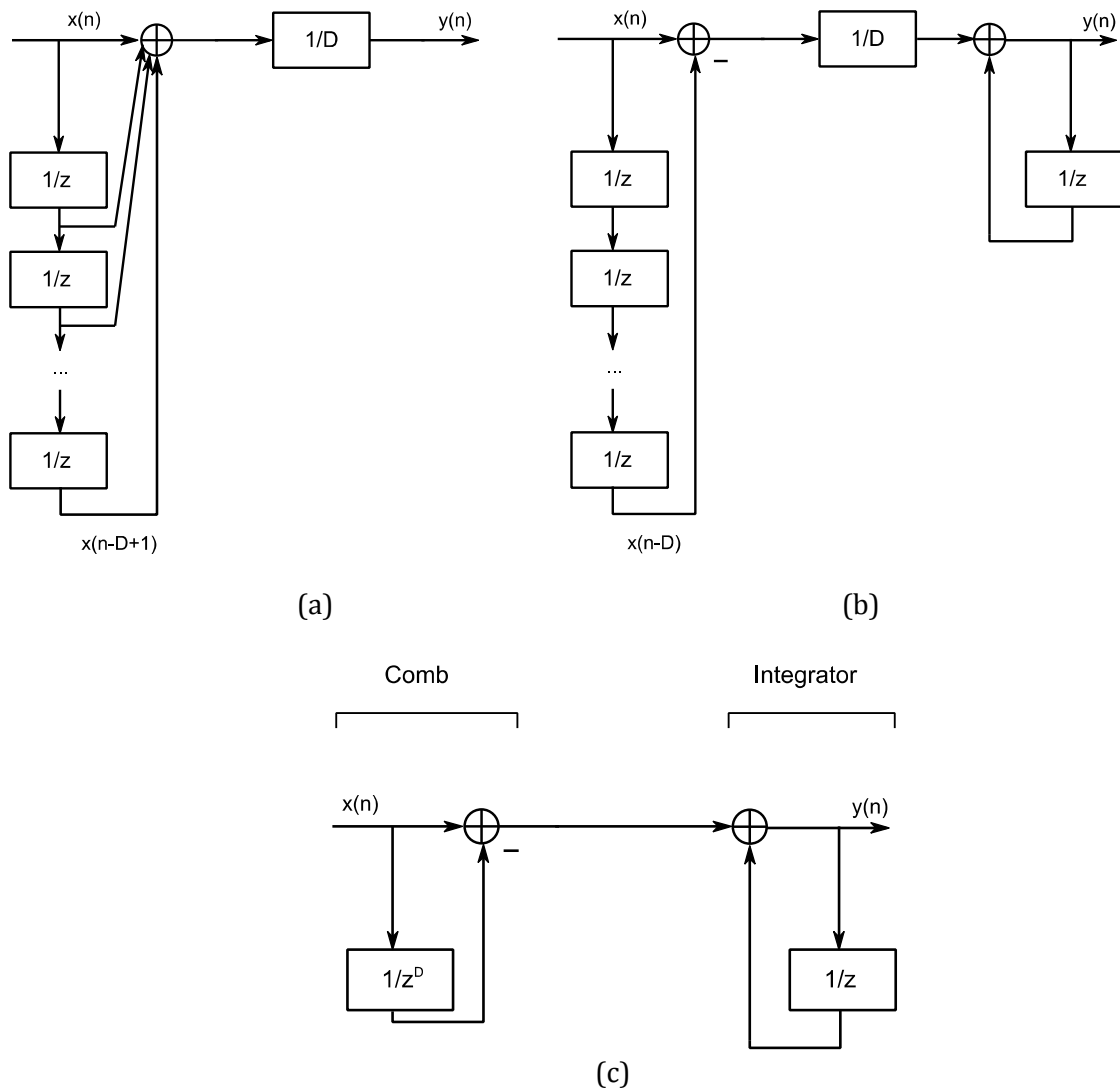 x(n)
1/D
y(n)
1/z
1/z
...
1/z
x(n-D+1)
(a)
x(n)
–
1/D
y(n)
1/z
1/z
1/z
...
1/z
x(n-D)
(b)
Comb
Integrator
x(n)
–
y(n)
1/z^D
1/z
(c)